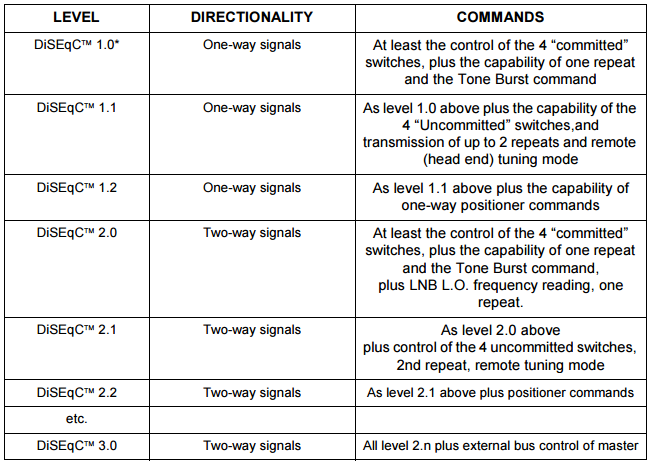 LEVEL DIRECTIONALITY COMMANDS
DiSEqC™ 1.0* One-way signals At least the control of the 4 “committed”
switches, plus the capability of one repeat
and the Tone Burst command
DiSEqC™ 1.1 One-way signals As level 1.0 above plus the capability of the
4 “Uncommitted” switches,and
transmission of up to 2 repeats and remote
(head end) tuning mode
DiSEqC™ 1.2 One-way signals As level 1.1 above plus the capability of
one-way positioner commands
DiSEqC™ 2.0 Two-way signals At least the control of the 4 “committed”
switches, plus the capability of one repeat
and the Tone Burst command,
plus LNB L.O. frequency reading, one
repeat.
DiSEqC™ 2.1 Two-way signals As level 2.0 above
plus control of the 4 uncommitted switches,
2nd repeat, remote tuning mode
DiSEqC™ 2.2 Two-way signals As level 2.1 above plus positioner commands
etc.
DiSEqC™ 3.0 Two-way signals All level 2.n plus external bus control of master